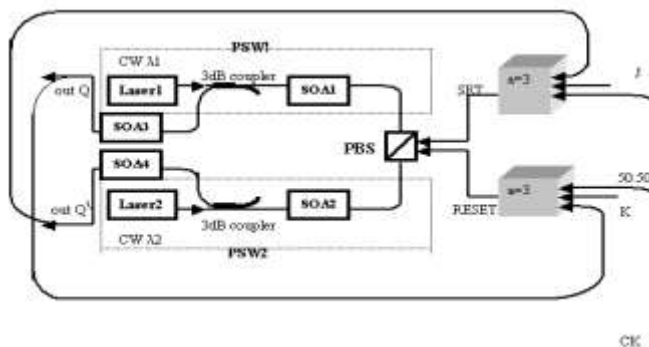 PSW1
CW λ1
3dB coupler
Laser1
SOA1
out Q
SOA3
SET
n=3
J
SOA4
PBS
50:50
out Q'
Laser2
SOA2
n=3
3dB coupler
RESET
K
CW λ2
PSW2
CK